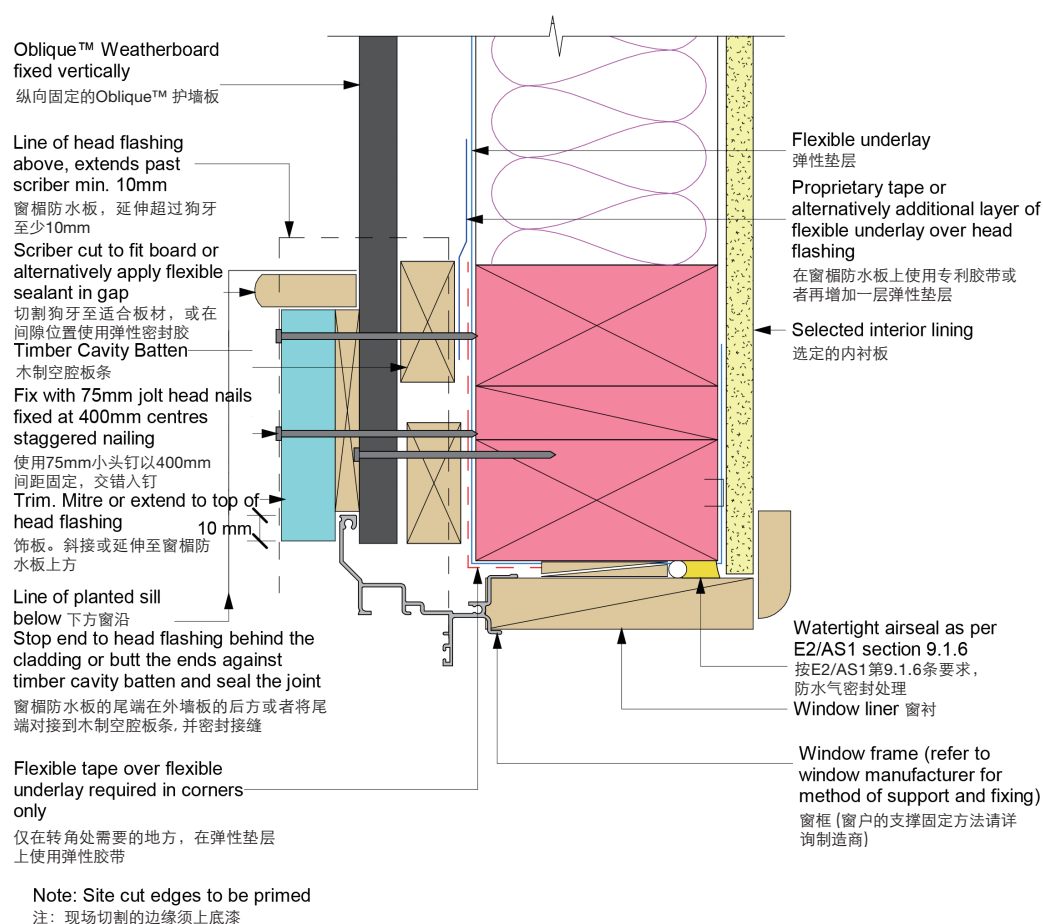 Oblique™ Weatherboard
fixed vertically
纵向固定的Oblique™ 护墙板
Line of head flashing
above, extends past
scriber min. 10mm
窗楣防水板，延伸超过狗牙
至少10mm
Scriber cut to fit board or
alternatively apply flexible
sealant in gap
切割狗牙至适合板材，或在
间隙位置使用弹性密封胶
Timber Cavity Batten
木制空腔板条
Fix with 75mm jolt head nails
fixed at 400mm centres
staggered nailing
使用75mm小头钉以400mm
间距固定，交错入钉
Trim. Mitre or extend to top of
head flashing
10 mm
饰板。斜接或延伸至窗楣防
水板上方
Line of planted sill
below 下方窗沿
Stop end to head flashing behind the
cladding or butt the ends against
timber cavity batten and seal the joint
窗楣防水板的尾端在外墙板的后方或者将尾
端对接到木制空腔板条, 并密封接缝
Flexible tape over flexible
underlay required in corners
only
仅在转角处需要的地方，在弹性垫层
上使用弹性胶带
Note: Site cut edges to be primed
注：现场切割的边缘须上底漆
Flexible underlay
弹性垫层
Proprietary tape or
alternatively additional layer of
flexible underlay over head
flashing
在窗楣防水板上使用专利胶带或
者再增加一层弹性垫层
Selected interior lining
选定的内衬板
Watertight airseal as per
E2/AS1 section 9.1.6
按E2/AS1第9.1.6条要求，
防水气密封处理
Window liner 窗衬
Window frame (refer to
window manufacturer for
method of support and fixing)
窗框 (窗户的支撑固定方法请详
询制造商)